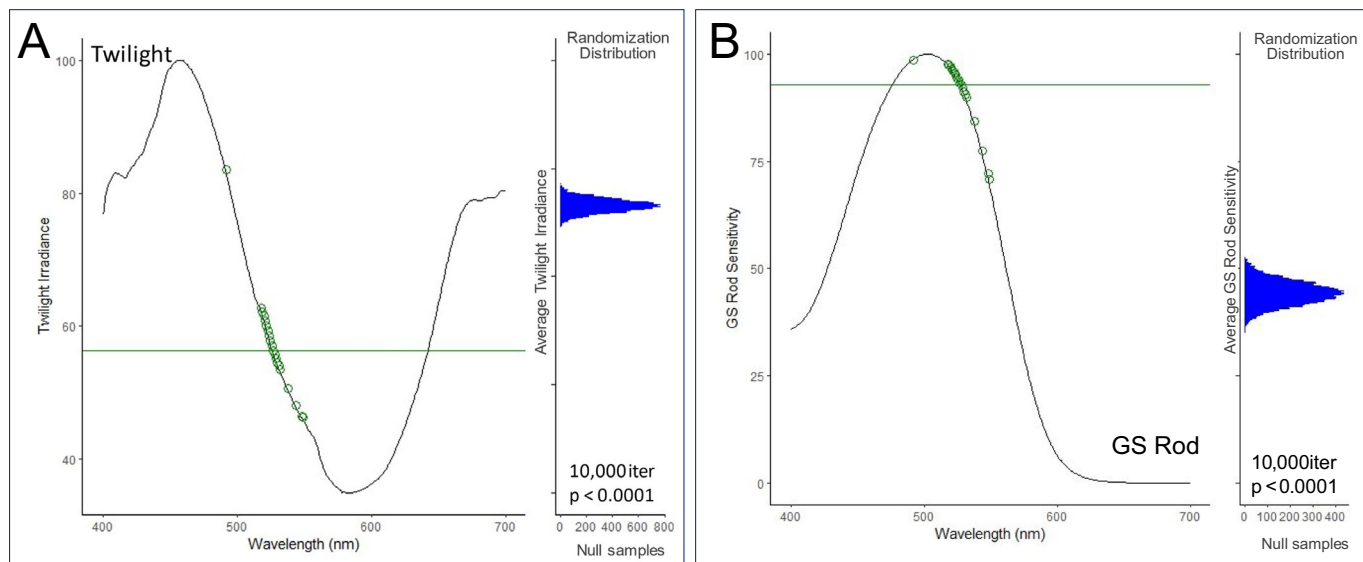 A
Twilight
Twilight Irradiance
100
80
60
40
400
500
600
700
Wavelength (nm)
Randomization
Distribution
Average Twilight Irradiance
10,000iter
p < 0.0001
0 200 400 600 800
Null samples
B
GS Rod Sensitivity
100
75
50
25
0
400
500
600
700
Wavelength (nm)
GS Rod
Randomization
Distribution
Average GS Rod Sensitivity
10,000iter
p <0.0001
0 100 200 300 400
Null samples